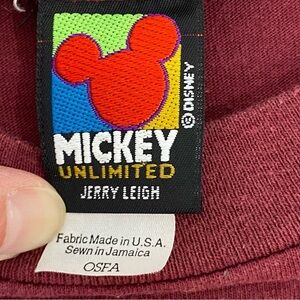 © DISNEY
MICKEY
UNLIMITED
JERRY LEIGH
Fabric Made in U.S.A.
Sewn in Jamaica
OSFA